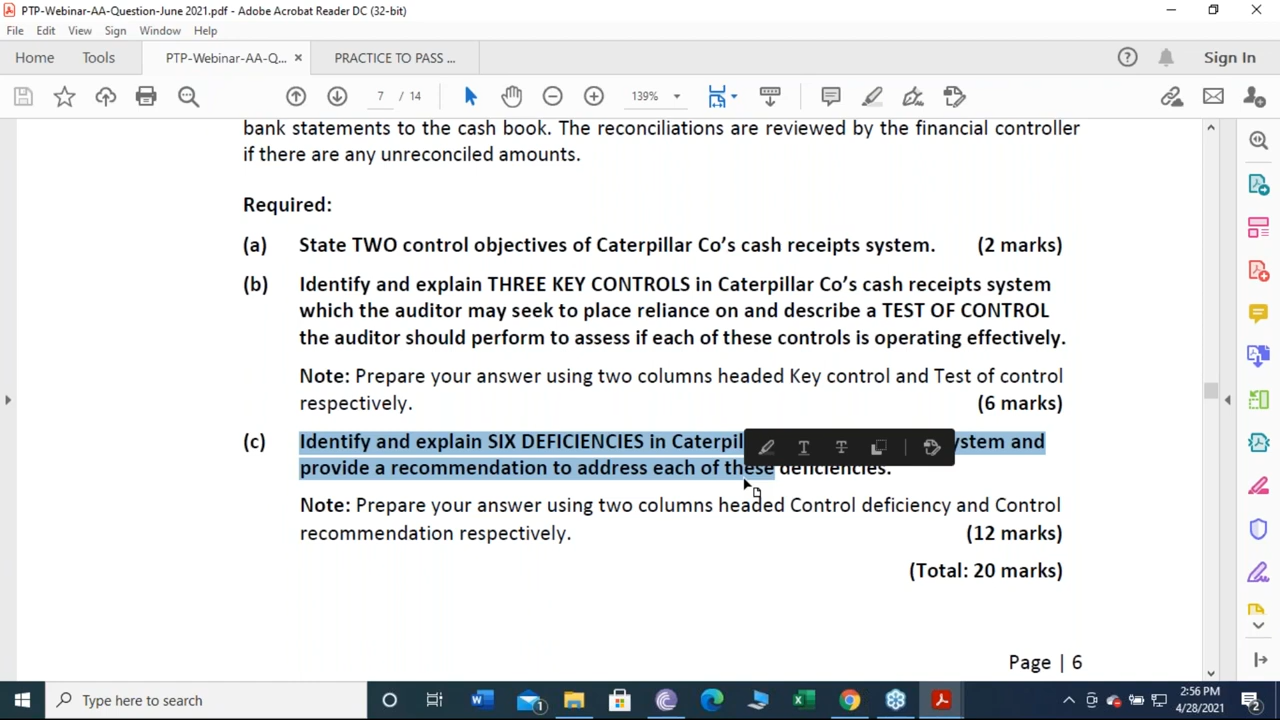 PTP-Webinar-AA-Question-June 2021.pdf - Adobe Acrobat Reader DC (32-bit)
File Edit View Sign Window Help
Home Tools PTP-Webinar-AA-Q... × PRACTICE TO PASS ... Sign In
7 / 14 139%
bank statements to the cash book. The reconciliations are reviewed by the financial controller
if there are any unreconciled amounts.
Required:
(a) State TWO control objectives of Caterpillar Co's cash receipts system. (2 marks)
(b) Identify and explain THREE KEY CONTROLS in Caterpillar Co's cash receipts system
which the auditor may seek to place reliance on and describe a TEST OF CONTROL
the auditor should perform to assess if each of these controls is operating effectively.
Note: Prepare your answer using two columns headed Key control and Test of control
respectively. (6 marks)
(c) Identify and explain SIX DEFICIENCIES in Caterpil ystem and
provide a recommendation to address each of these deficiencies.
Note: Prepare your answer using two columns headed Control deficiency and Control
recommendation respectively. (12 marks)
(Total: 20 marks)
Page | 6
Type here to search
2:56 PM
4/28/2021